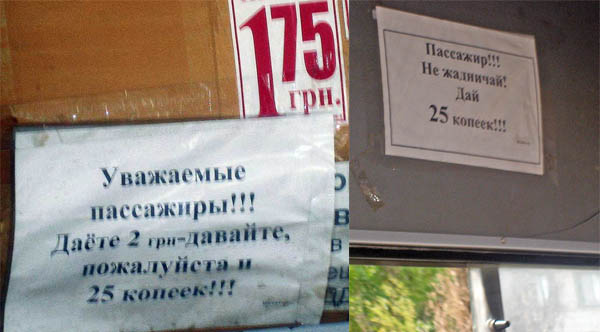 1 75
грн.
Уважаемые
пассажиры!!!
Даёте 2 грн-давайте,
пожалуйста и
25 копеек!!!
Пассажир!!!
Не жадничай!
Дай
25 копеек!!!